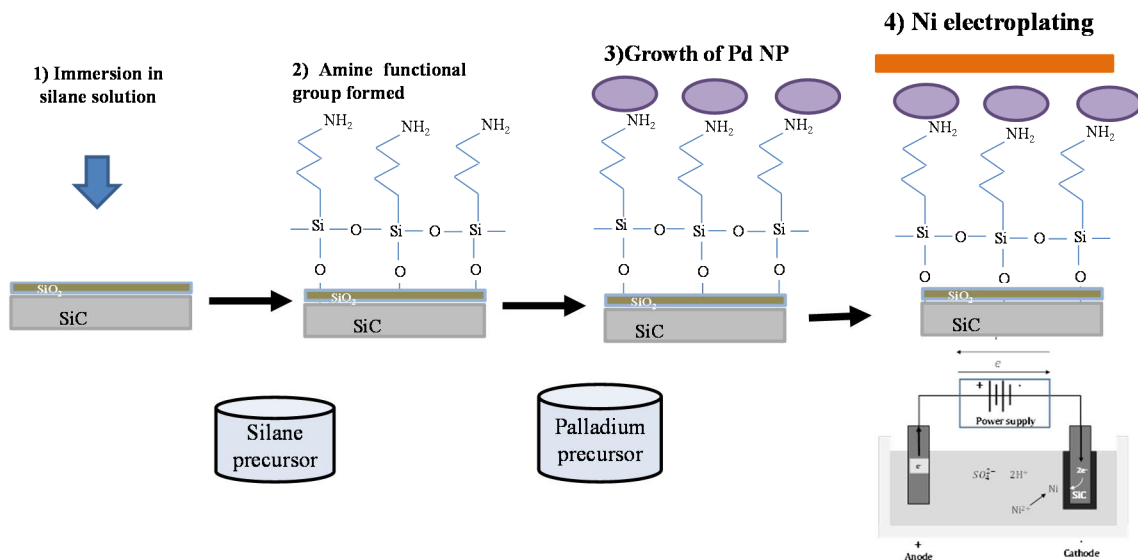 1) Immersion in
silane solution
SiO₂
SiC
2) Amine functional
group formed
NH₂ NH₂ NH₂
Si O Si O Si
O O O
SiO₂
SiC
3)Growth of Pd NP
NH₂ NH₂ NH₂
Si O Si O Si
O O O
SiO₂
SiC
4) Ni electroplating
NH₂ NH₂ NH₂
Si O Si O Si
O O O
SiO₂
SiC
Silane
precursor
Palladium
precursor
e
+ -
Power supply
e⁻
SO₄²⁻ 2H⁺
Ni
Ni²⁺
2e⁻
SiC
+
Anode
-
Cathode